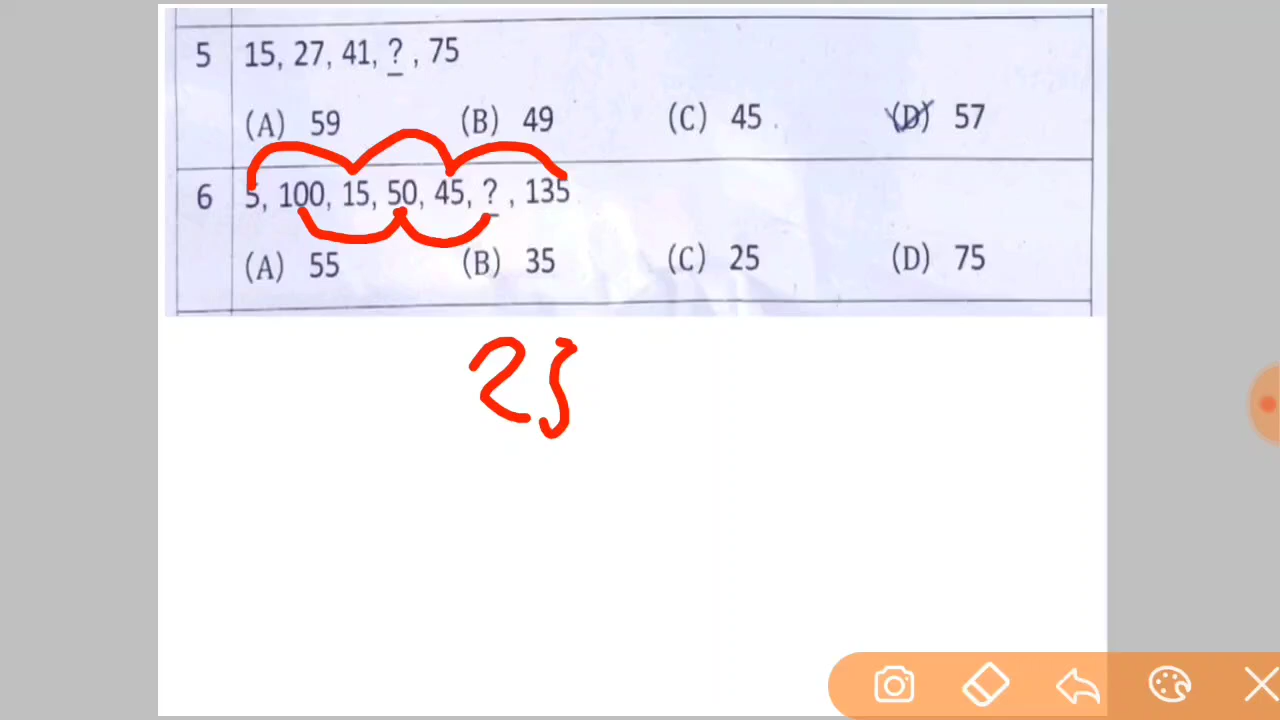 5 15, 27, 41, ? , 75
(A) 59 (B) 49 (C) 45 (D) 57
6 5, 100, 15, 50, 45, ? , 135
(A) 55 (B) 35 (C) 25 (D) 75
25